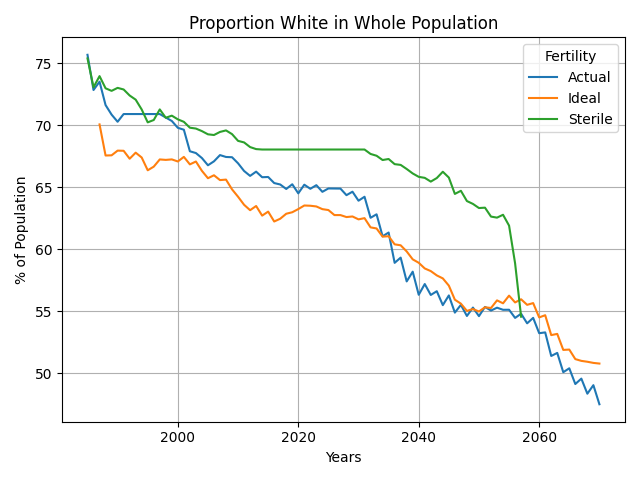 Proportion White in Whole Population
Fertility
Actual
Ideal
Sterile
% of Population
75
70
65
60
55
50
2000
2020
2040
2060
Years